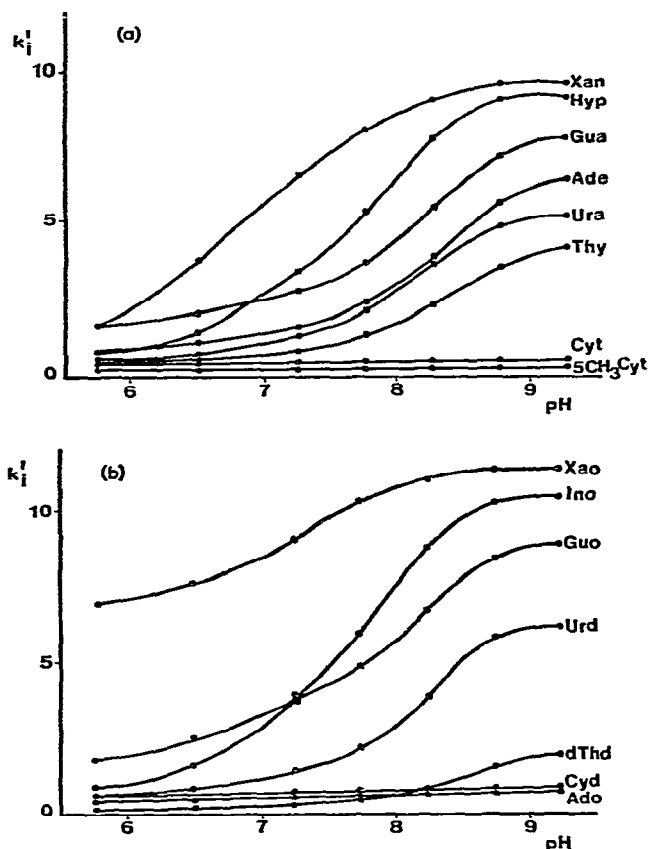 (a)
k'i
10
5
0
Xan
Hyp
Gua
Ade
Ura
Thy
Cyt
5CH3Cyt
6 7 8 9
pH
(b)
k'i
10
5
0
Xao
Ino
Guo
Urd
dThd
Cyd
Ado
6 7 8 9
pH